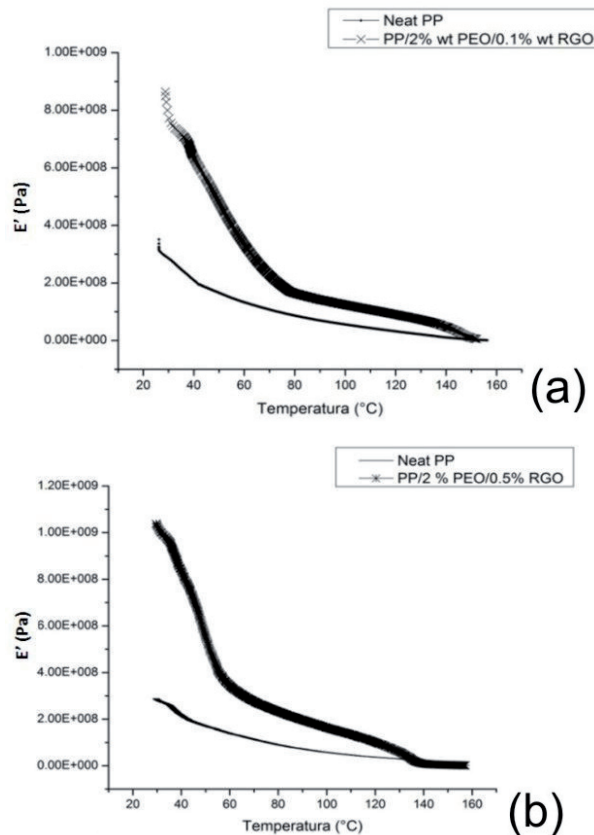 Neat PP
PP/2% wt PEO/0.1% wt RGO
1.00E+009
8.00E+008
6.00E+008
4.00E+008
2.00E+008
0.00E+000
E' (Pa)
20 40 60 80 100 120 140 160
Temperatura (°C)
(a)
Neat PP
PP/2 % PEO/0.5% RGO
1.20E+009
1.00E+009
8.00E+008
6.00E+008
4.00E+008
2.00E+008
0.00E+000
E' (Pa)
20 40 60 80 100 120 140 160
Temperatura (°C)
(b)